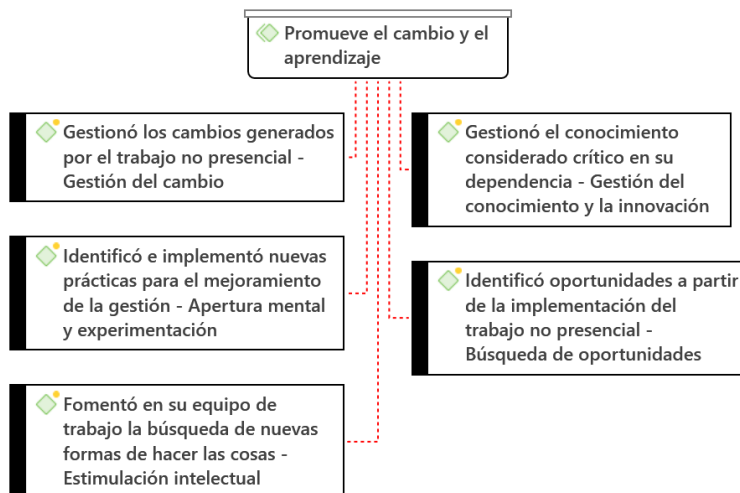 Promueve el cambio y el
aprendizaje
Gestionó los cambios generados
por el trabajo no presencial -
Gestión del cambio
Identificó e implementó nuevas
prácticas para el mejoramiento
de la gestión - Apertura mental
y experimentación
Fomentó en su equipo de
trabajo la búsqueda de nuevas
formas de hacer las cosas -
Estimulación intelectual
Gestionó el conocimiento
considerado crítico en su
dependencia - Gestión del
conocimiento y la innovación
Identificó oportunidades a partir
de la implementación del
trabajo no presencial -
Búsqueda de oportunidades